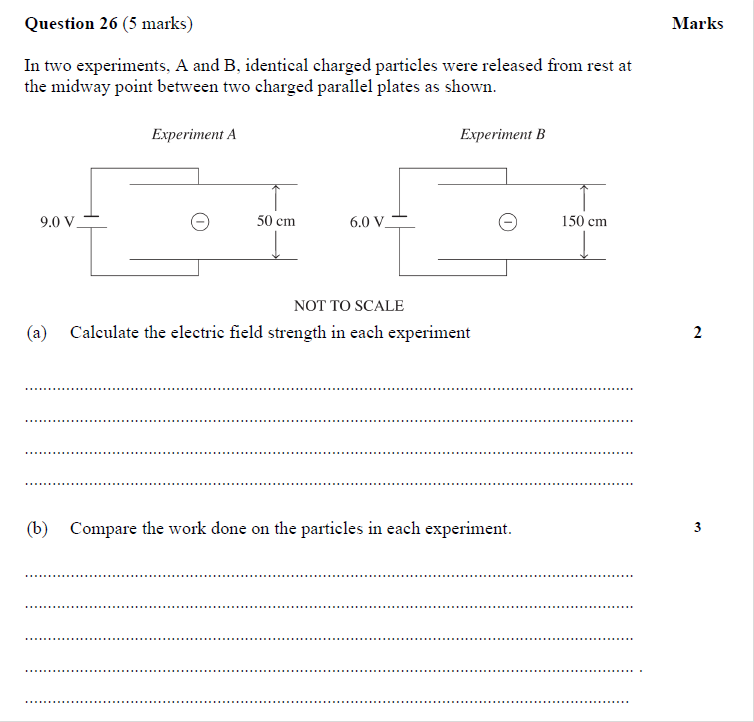 Question 26 (5 marks) Marks
In two experiments, A and B, identical charged particles were released from rest at
the midway point between two charged parallel plates as shown.
Experiment A Experiment B
9.0 V − 50 cm 6.0 V − 150 cm
NOT TO SCALE
(a) Calculate the electric field strength in each experiment 2
(b) Compare the work done on the particles in each experiment. 3